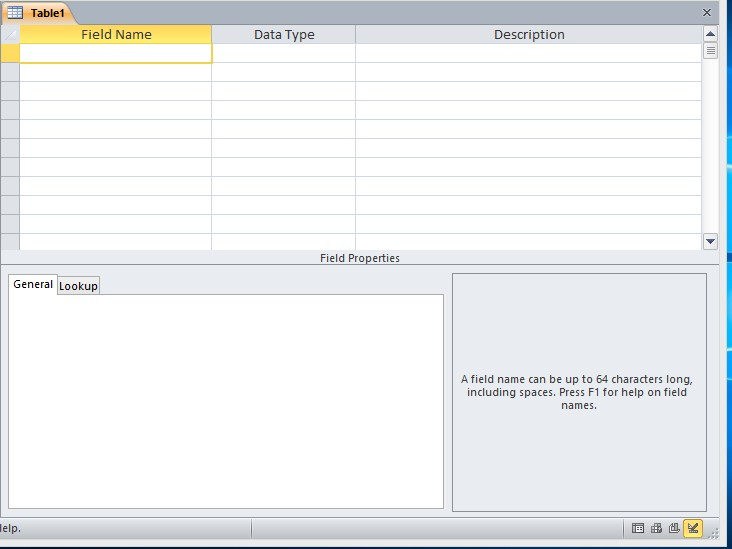 Table1
Field Name Data Type Description
Field Properties
General Lookup
A field name can be up to 64 characters long,
including spaces. Press F1 for help on field
names.